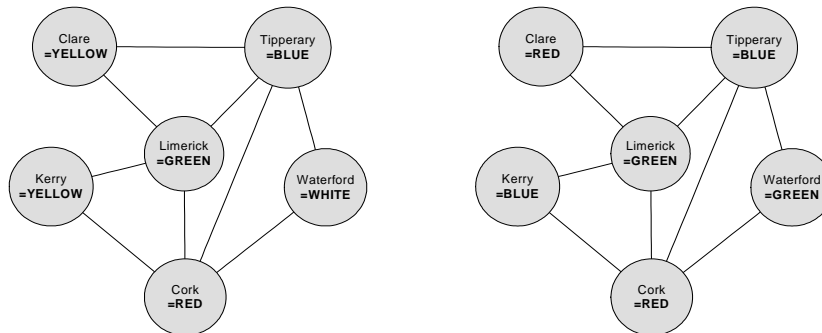 Clare
=YELLOW
Tipperary
=BLUE
Limerick
=GREEN
Kerry
=YELLOW
Waterford
=WHITE
Cork
=RED
Clare
=RED
Tipperary
=BLUE
Limerick
=GREEN
Kerry
=BLUE
Waterford
=GREEN
Cork
=RED